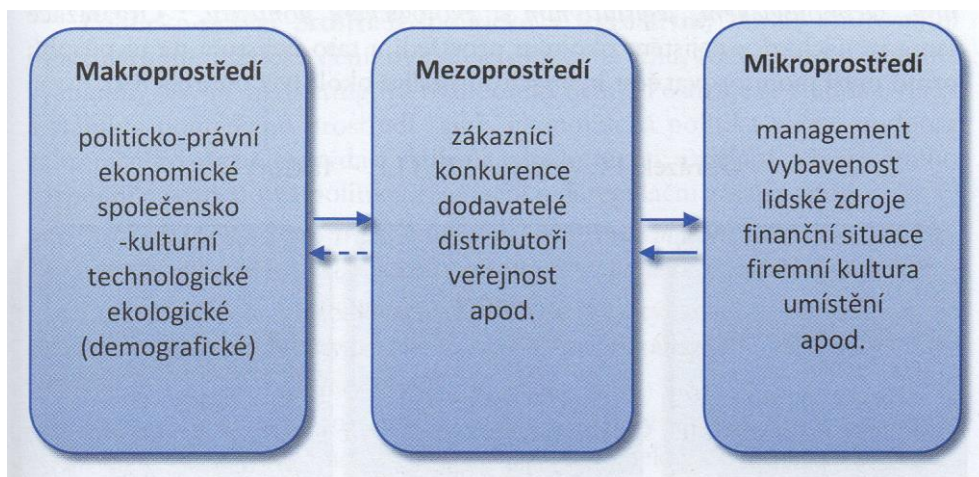 Makroprostředí
politicko-právní
ekonomické
společensko
-kulturní
technologické
ekologické
(demografické)
Mezoprostředí
zákazníci
konkurence
dodavatelé
distributoři
veřejnost
apod.
Mikroprostředí
management
vybavenost
lidské zdroje
finanční situace
firemní kultura
umístění
apod.